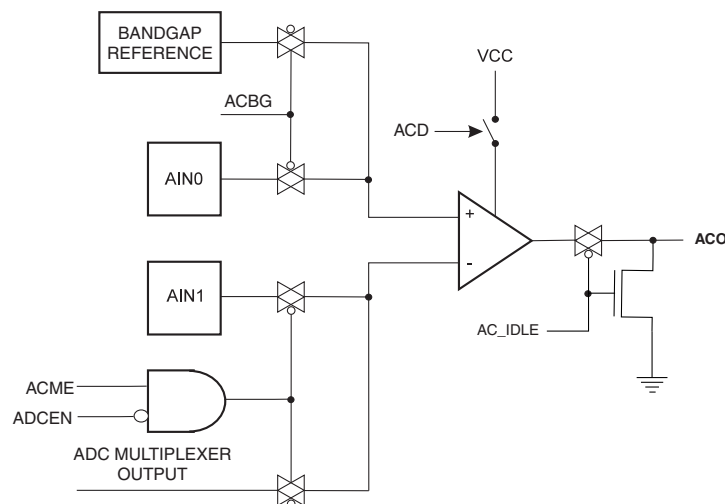 BANDGAP
REFERENCE
ACBG
VCC
ACD
AIN0
+
-
ACO
AIN1
AC_IDLE
ACME
ADCEN
ADC MULTIPLEXER
OUTPUT